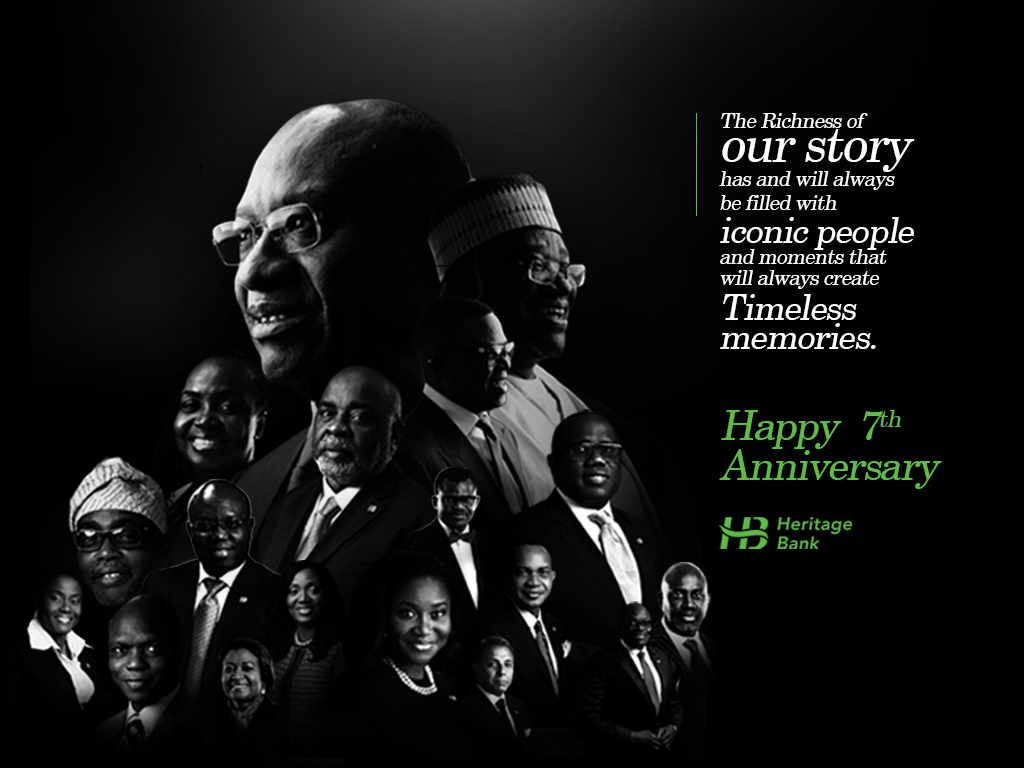 The Richness of
our story
has and will always
be filled with
iconic people
and moments that
will always create
Timeless
memories.
Happy 7th
Anniversary
HB Heritage
Bank